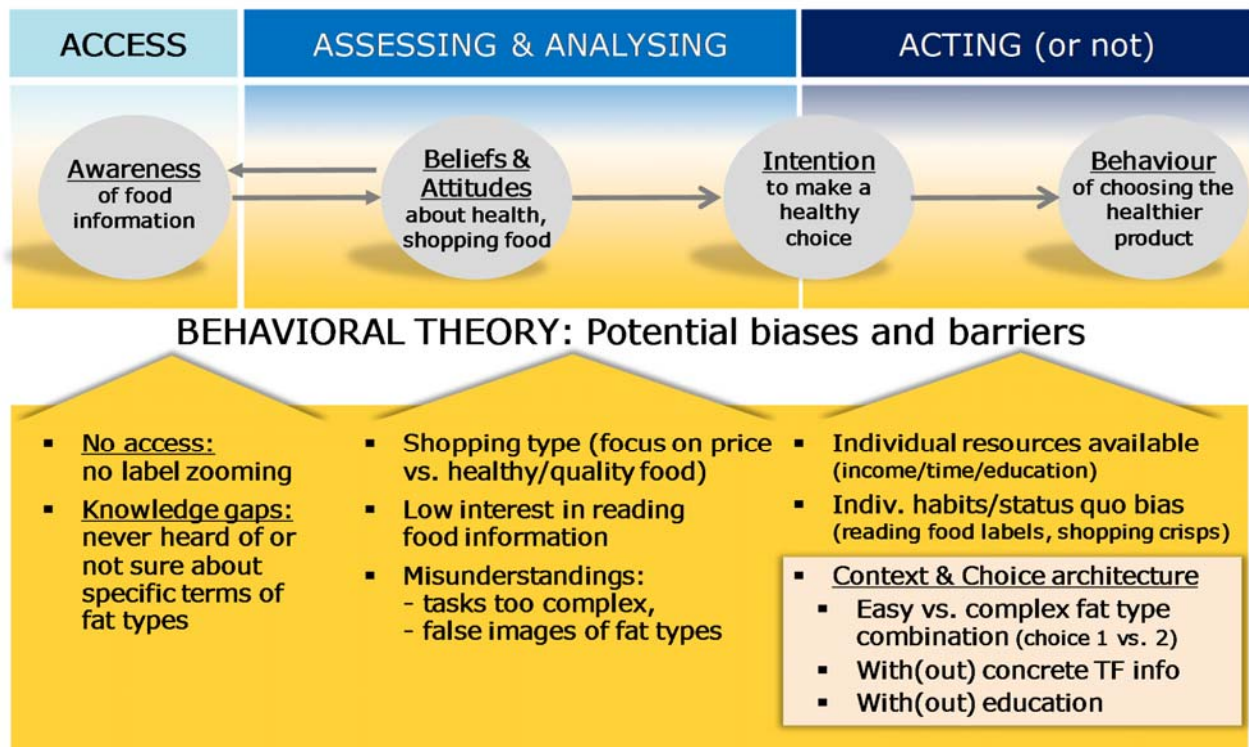 ACCESS
ASSESSING & ANALYSING
ACTING (or not)
Awareness
of food
information
Beliefs &
Attitudes
about health,
shopping food
Intention
to make a
healthy
choice
Behaviour
of choosing the
healthier
product
BEHAVIORAL THEORY: Potential biases and barriers
▪ No access:
no label zooming
▪ Knowledge gaps:
never heard of or
not sure about
specific terms of
fat types
▪ Shopping type (focus on price
vs. healthy/quality food)
▪ Low interest in reading
food information
▪ Misunderstandings:
- tasks too complex,
- false images of fat types
▪ Individual resources available
(income/time/education)
▪ Indiv. habits/status quo bias
(reading food labels, shopping crisps)
▪ Context & Choice architecture
▪ Easy vs. complex fat type
combination (choice 1 vs. 2)
▪ With(out) concrete TF info
▪ With(out) education